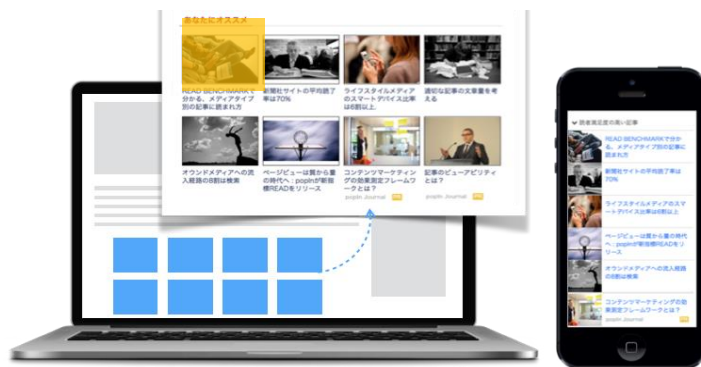 あなたにオススメ
READ BENCHMARKで
分かる、メディアタイプ
別の記事に読まれ方
新聞社サイトの平均読了
率は70%
ライフスタイルメディア
のスマートデバイス比率
は6割以上
適切な記事の文章量を考
える
オウンドメディアへの流
入経路の8割は検索
ページビューは質から量
の時代へ:popInが新指
標READをリリース
コンテンツマーケティン
グの効果測定フレームワ
ークとは?
popIn Journal
記事のビューアビリティ
とは?
popIn Journal
読者満足度の高い記事
READ BENCHMARKで分か
る、メディアタイプ別の記事に
読まれ方
新聞社サイトの平均読了率は
70%
ライフスタイルメディアのスマ
ートデバイス比率は6割以上
ページビューは質から量の時代
へ:popInが新指標READをリ
リース
オウンドメディアへの流入経路
の8割は検索
コンテンツマーケティングの効
果測定フレームワークとは?
popIn Journal